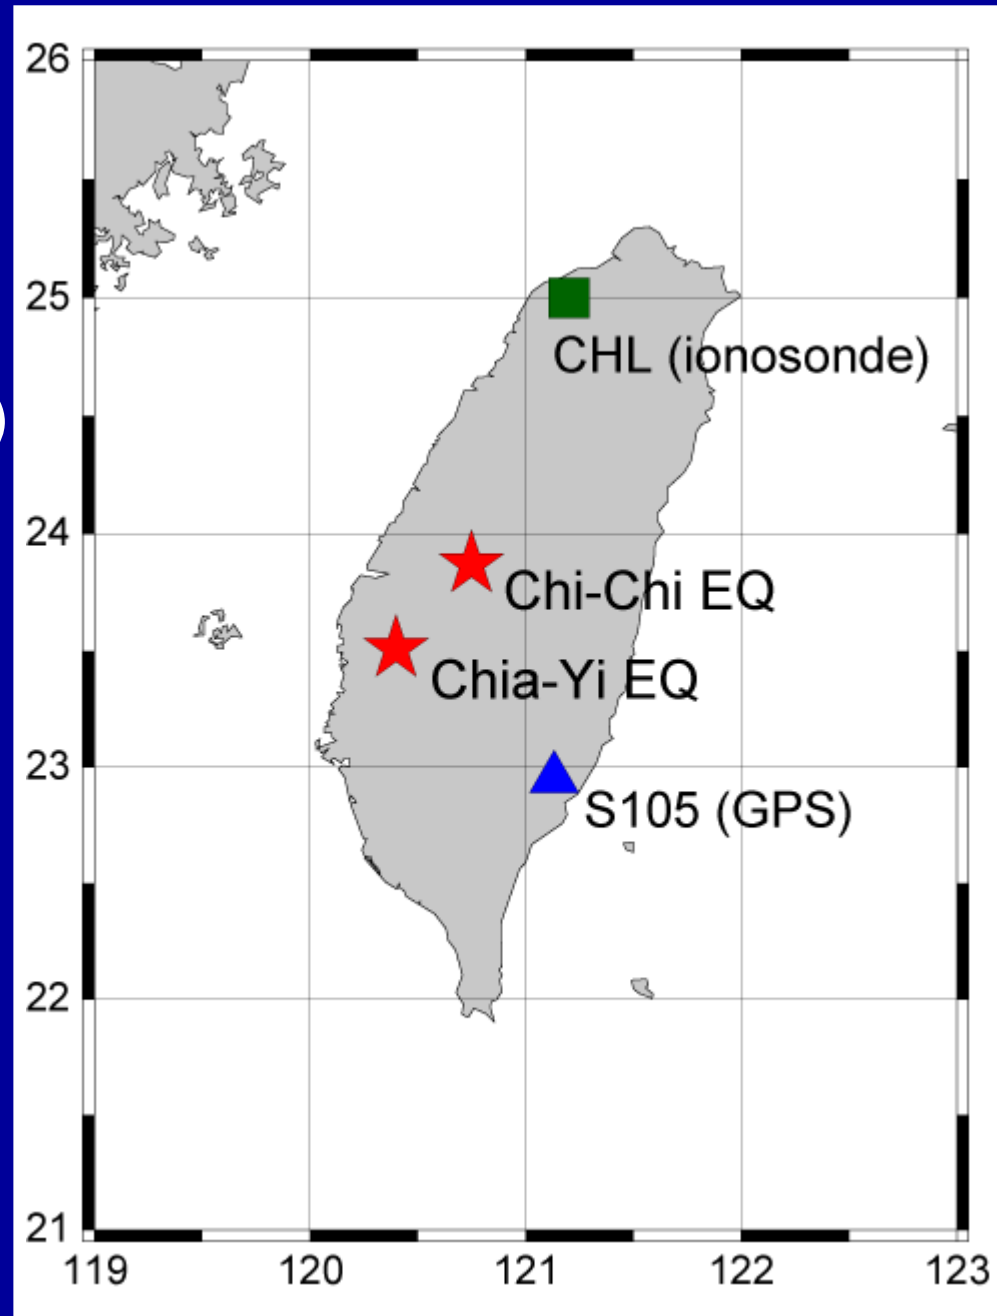 26
25
CHL (ionosonde)
24
Chi-Chi EQ
Chia-Yi EQ
23
S105 (GPS)
22
21
119 120 121 122 123